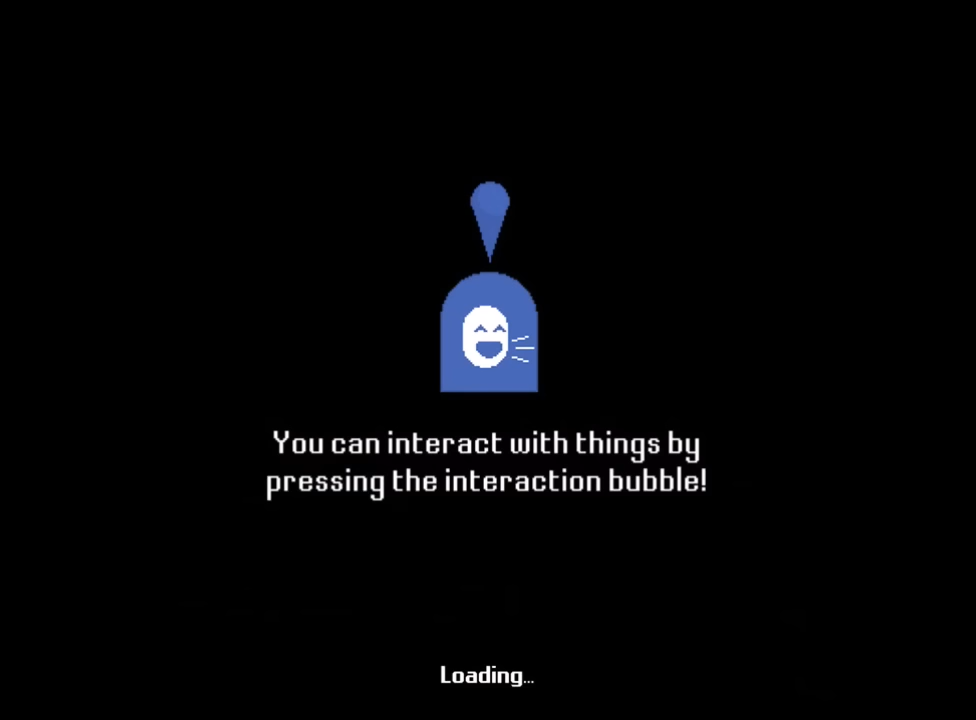 You can interact with things by
pressing the interaction bubble!
Loading...